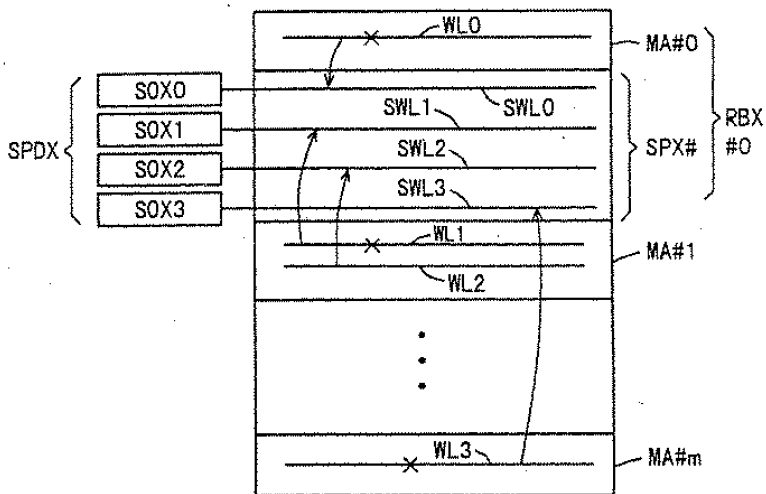 WL0
MA#0
SOX0
SWL0
SWL1
SOX1
SPDX
SPX#
RBX
#0
SWL2
SOX2
SWL3
SOX3
WL1
MA#1
WL2
WL3
MA#m